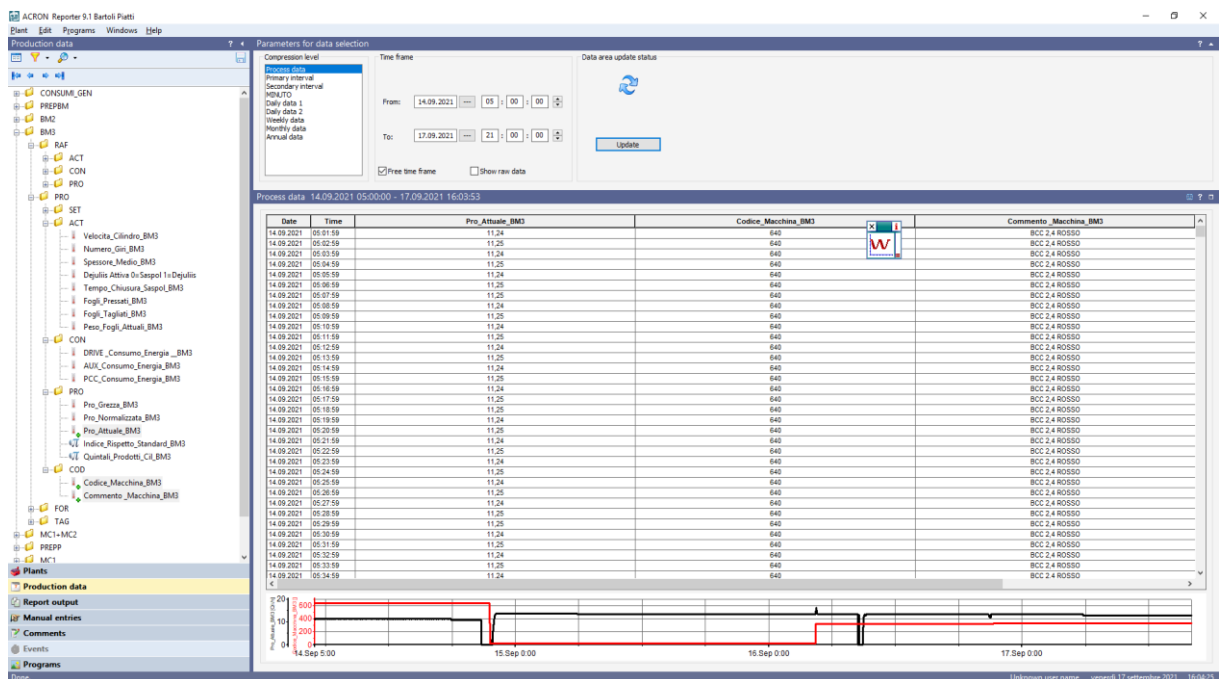 ACRON Reporter 9.1 Bartoli Piatti
Plant Edit Programs Windows Help
Production data
CONSUMI_GEN
PREPBM
BM2
BM3
RAF
ACT
CON
PRO
PRO
SET
ACT
Velocita_Cilindro_BM3
Numero_Giri_BM3
Spessore_Medio_BM3
Dejuliis Attiva 0=Saspol 1=Dejuliis
Tempo_Chiusura_Saspol_BM3
Fogli_Pressati_BM3
Fogli_Tagliati_BM3
Peso_Fogli_Attuali_BM3
CON
DRIVE _Consumo_Energia __BM3
AUX_Consumo_Energia_BM3
PCC_Consumo_Energia_BM3
PRO
Pro_Grezza_BM3
Pro_Normalizzata_BM3
Pro_Attuale_BM3
Indice_Rispetto_Standard_BM3
Quintali_Prodotti_Cil_BM3
COD
Codice_Macchina_BM3
Commento _Macchina_BM3
FOR
TAG
MC1+MC2
PREPP
MC1
Plants
Production data
Report output
Manual entries
Comments
Events
Programs
Parameters for data selection
Compression level
Process data
Primary interval
Secondary interval
MINUTO
Daily data 1
Daily data 2
Weekly data
Monthly data
Annual data
Time frame
From: 14.09.2021 ... 05 : 00 : 00
To: 17.09.2021 ... 21 : 00 : 00
Free time frame Show raw data
Data area update status
Update
Process data 14.09.2021 05:00:00 - 17.09.2021 16:03:53
Date Time Pro_Attuale_BM3 Codice_Macchina_BM3 Commento _Macchina_BM3
14.09.2021 05:01:59 11,24 640 BCC 2,4 ROSSO
14.09.2021 05:02:59 11,25 640 BCC 2,4 ROSSO
14.09.2021 05:03:59 11,24 640 BCC 2,4 ROSSO
14.09.2021 05:04:59 11,25 640 BCC 2,4 ROSSO
14.09.2021 05:05:59 11,24 640 BCC 2,4 ROSSO
14.09.2021 05:06:59 11,25 640 BCC 2,4 ROSSO
14.09.2021 05:07:59 11,25 640 BCC 2,4 ROSSO
14.09.2021 05:08:59 11,24 640 BCC 2,4 ROSSO
14.09.2021 05:09:59 11,25 640 BCC 2,4 ROSSO
14.09.2021 05:10:59 11,24 640 BCC 2,4 ROSSO
14.09.2021 05:11:59 11,25 640 BCC 2,4 ROSSO
14.09.2021 05:12:59 11,24 640 BCC 2,4 ROSSO
14.09.2021 05:13:59 11,25 640 BCC 2,4 ROSSO
14.09.2021 05:14:59 11,24 640 BCC 2,4 ROSSO
14.09.2021 05:15:59 11,25 640 BCC 2,4 ROSSO
14.09.2021 05:16:59 11,24 640 BCC 2,4 ROSSO
14.09.2021 05:17:59 11,25 640 BCC 2,4 ROSSO
14.09.2021 05:18:59 11,25 640 BCC 2,4 ROSSO
14.09.2021 05:19:59 11,24 640 BCC 2,4 ROSSO
14.09.2021 05:20:59 11,25 640 BCC 2,4 ROSSO
14.09.2021 05:21:59 11,24 640 BCC 2,4 ROSSO
14.09.2021 05:22:59 11,25 640 BCC 2,4 ROSSO
14.09.2021 05:23:59 11,24 640 BCC 2,4 ROSSO
14.09.2021 05:24:59 11,25 640 BCC 2,4 ROSSO
14.09.2021 05:25:59 11,24 640 BCC 2,4 ROSSO
14.09.2021 05:26:59 11,25 640 BCC 2,4 ROSSO
14.09.2021 05:27:59 11,24 640 BCC 2,4 ROSSO
14.09.2021 05:28:59 11,25 640 BCC 2,4 ROSSO
14.09.2021 05:29:59 11,25 640 BCC 2,4 ROSSO
14.09.2021 05:30:59 11,24 640 BCC 2,4 ROSSO
14.09.2021 05:31:59 11,25 640 BCC 2,4 ROSSO
14.09.2021 05:32:59 11,24 640 BCC 2,4 ROSSO
14.09.2021 05:33:59 11,25 640 BCC 2,4 ROSSO
14.09.2021 05:34:59 11,24 640 BCC 2,4 ROSSO
20
10
0
600
400
200
14.Sep 5:00 15.Sep 0:00 16.Sep 0:00 17.Sep 0:00
Done Unknown user name venerdì 17 settembre 2021 16:04:25